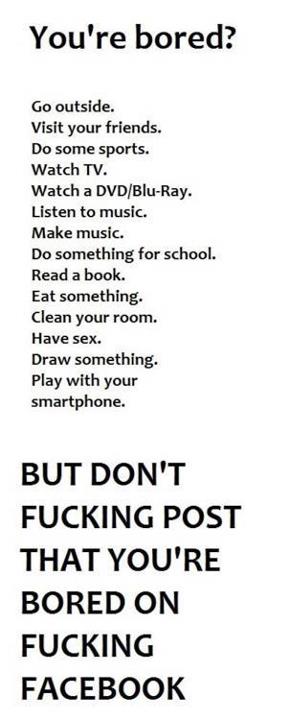 You're bored?
Go outside.
Visit your friends.
Do some sports.
Watch TV.
Watch a DVD/Blu-Ray.
Listen to music.
Make music.
Do something for school.
Read a book.
Eat something.
Clean your room.
Have sex.
Draw something.
Play with your
smartphone.
BUT DON'T
FUCKING POST
THAT YOU'RE
BORED ON
FUCKING
FACEBOOK